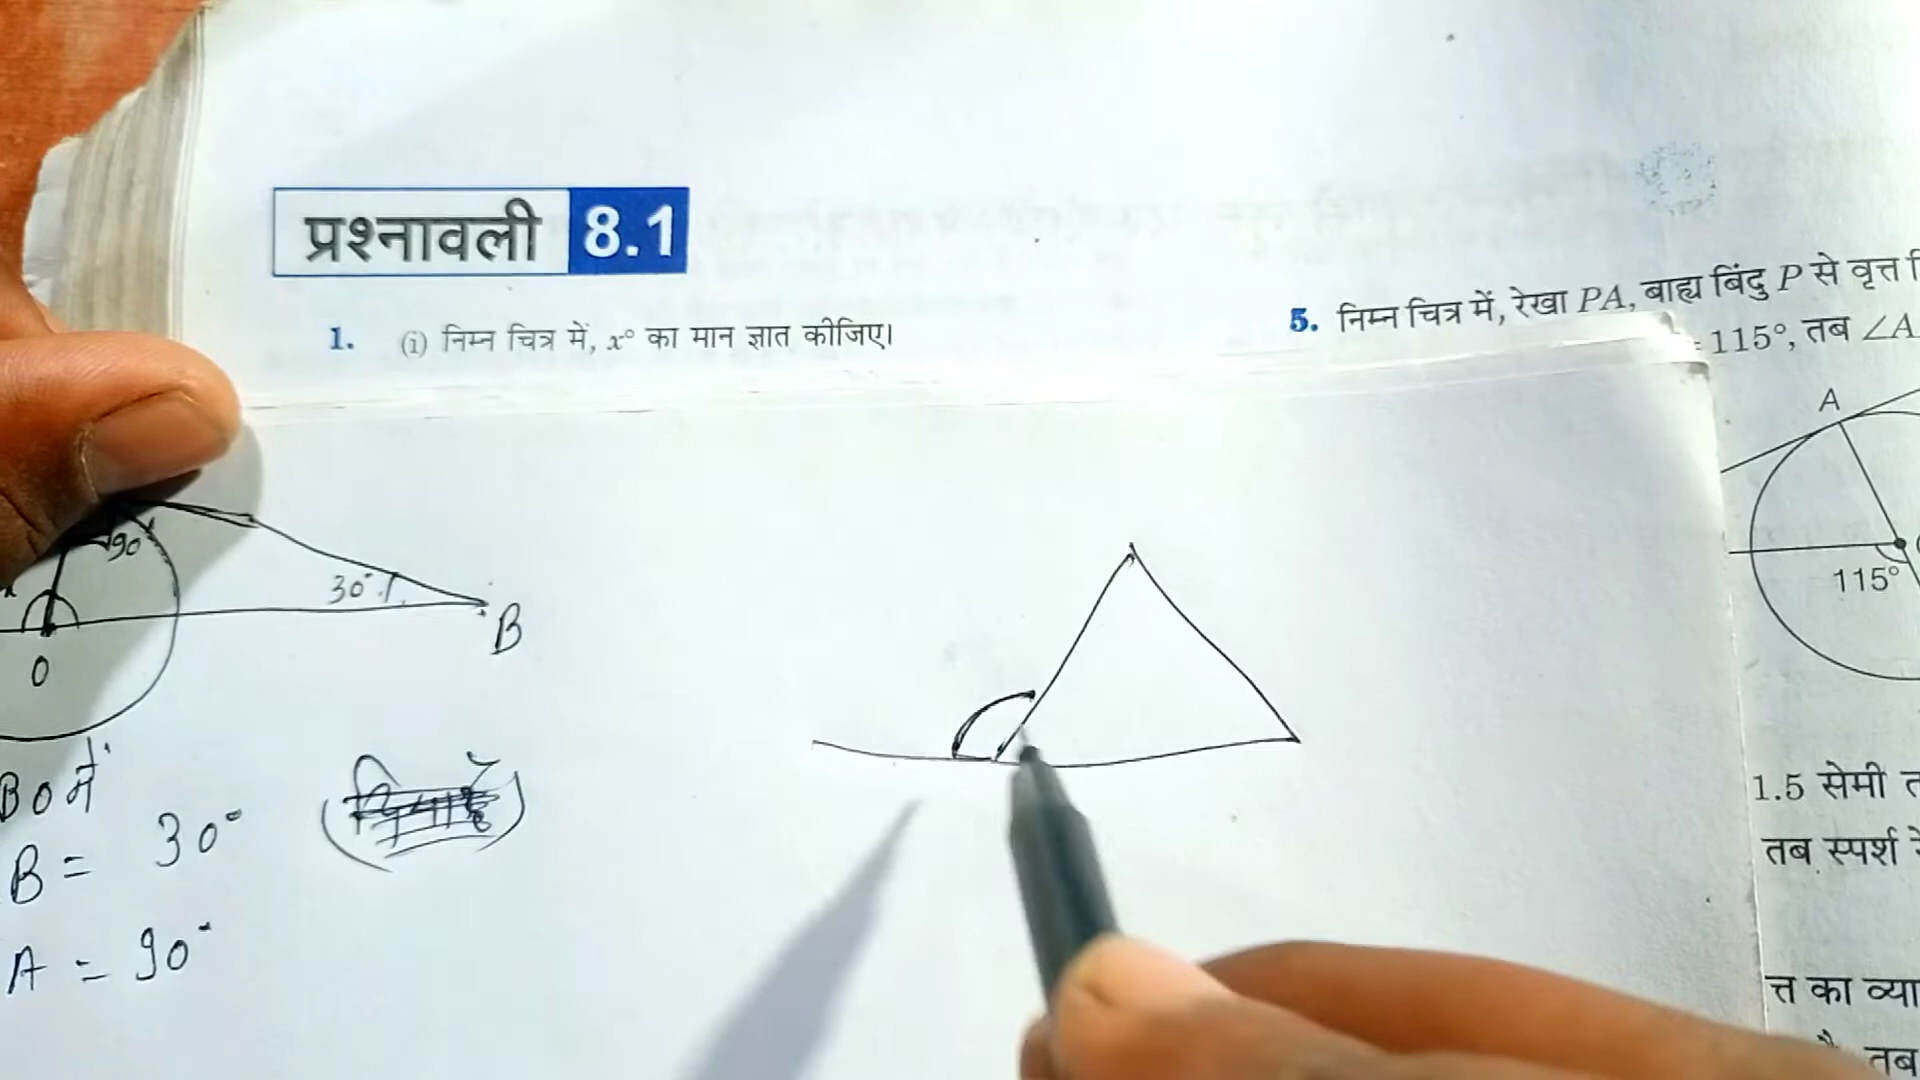 प्रश्नावली 8.1
1. (i) निम्न चित्र में, x° का मान ज्ञात कीजिए।
5. निम्न चित्र में, रेखा PA, बाह्य बिंदु P से वृत्त
= 115°, तब ∠A
A
115°
90
x
30°
B
O
BO में
B = 30°
A = 90°
1.5 सेमी
तब स्पर्श
त्त का व्या
है तब